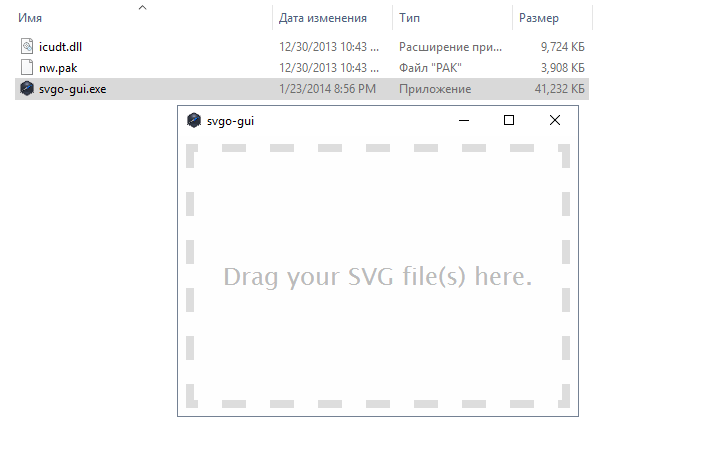 Имя Дата изменения Тип Размер
icudt.dll 12/30/2013 10:43 ... Расширение при... 9,724 КБ
nw.pak 12/30/2013 10:43 ... Файл "PAK" 3,908 КБ
svgo-gui.exe 1/23/2014 8:56 PM Приложение 41,232 КБ
svgo-gui
Drag your SVG file(s) here.